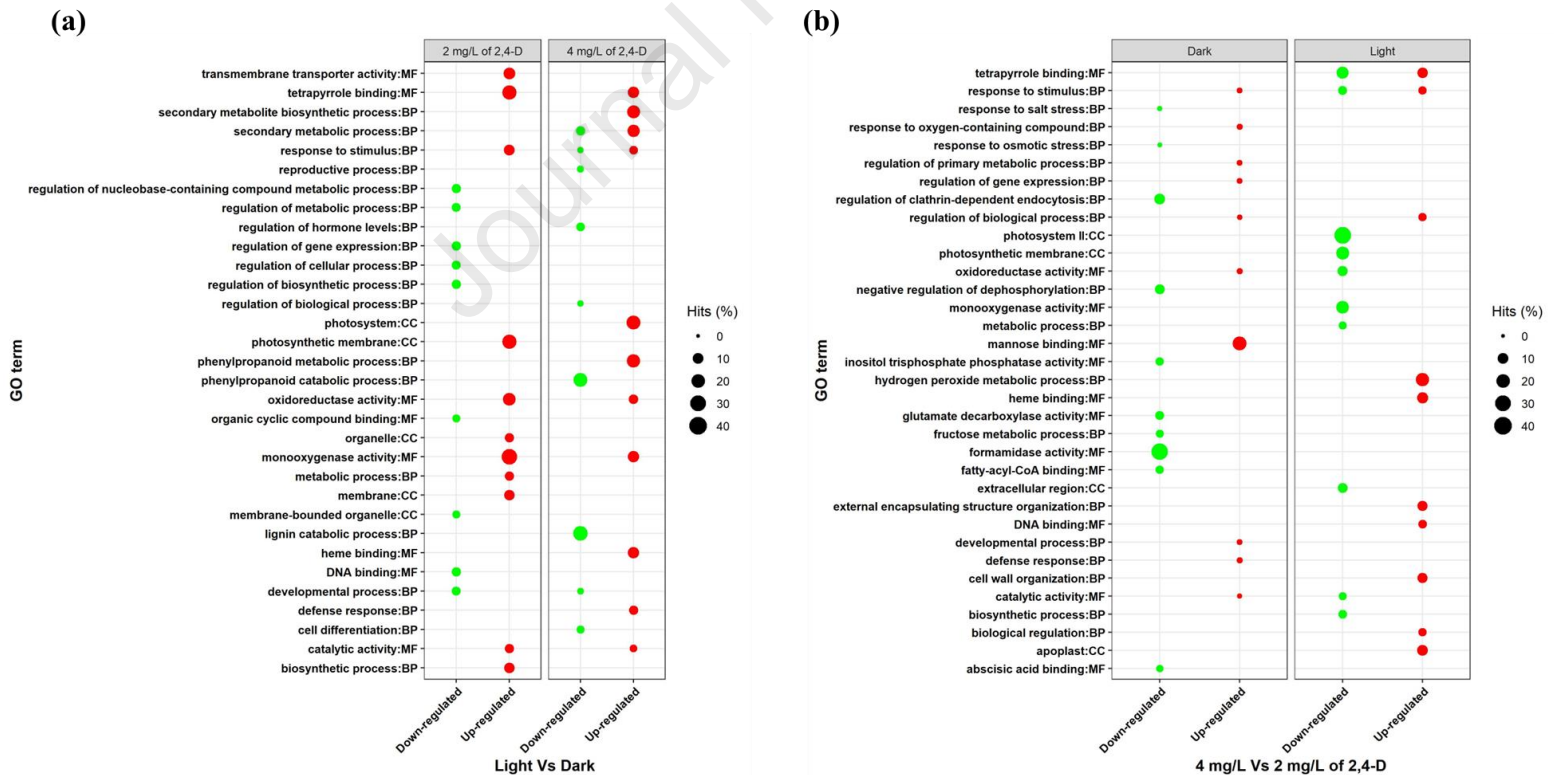 (a)
2 mg/L of 2,4-D
4 mg/L of 2,4-D
transmembrane transporter activity:MF
tetrapyrrole binding:MF
secondary metabolite biosynthetic process:BP
secondary metabolic process:BP
response to stimulus:BP
reproductive process:BP
regulation of nucleobase-containing compound metabolic process:BP
regulation of metabolic process:BP
regulation of hormone levels:BP
regulation of gene expression:BP
regulation of cellular process:BP
regulation of biosynthetic process:BP
regulation of biological process:BP
photosystem:CC
photosynthetic membrane:CC
phenylpropanoid metabolic process:BP
phenylpropanoid catabolic process:BP
oxidoreductase activity:MF
organic cyclic compound binding:MF
organelle:CC
monooxygenase activity:MF
metabolic process:BP
membrane:CC
membrane-bounded organelle:CC
lignin catabolic process:BP
heme binding:MF
DNA binding:MF
developmental process:BP
defense response:BP
cell differentiation:BP
catalytic activity:MF
biosynthetic process:BP
GO term
Down-regulated
Up-regulated
Down-regulated
Up-regulated
Light Vs Dark
Hits (%)
0
10
20
30
40
Journal
(b)
Dark
Light
tetrapyrrole binding:MF
response to stimulus:BP
response to salt stress:BP
response to oxygen-containing compound:BP
response to osmotic stress:BP
regulation of primary metabolic process:BP
regulation of gene expression:BP
regulation of clathrin-dependent endocytosis:BP
regulation of biological process:BP
photosystem II:CC
photosynthetic membrane:CC
oxidoreductase activity:MF
negative regulation of dephosphorylation:BP
monooxygenase activity:MF
metabolic process:BP
mannose binding:MF
inositol trisphosphate phosphatase activity:MF
hydrogen peroxide metabolic process:BP
heme binding:MF
glutamate decarboxylase activity:MF
fructose metabolic process:BP
formamidase activity:MF
fatty-acyl-CoA binding:MF
extracellular region:CC
external encapsulating structure organization:BP
DNA binding:MF
developmental process:BP
defense response:BP
cell wall organization:BP
catalytic activity:MF
biosynthetic process:BP
biological regulation:BP
apoplast:CC
abscisic acid binding:MF
GO term
Down-regulated
Up-regulated
Down-regulated
Up-regulated
4 mg/L Vs 2 mg/L of 2,4-D
Hits (%)
0
10
20
30
40